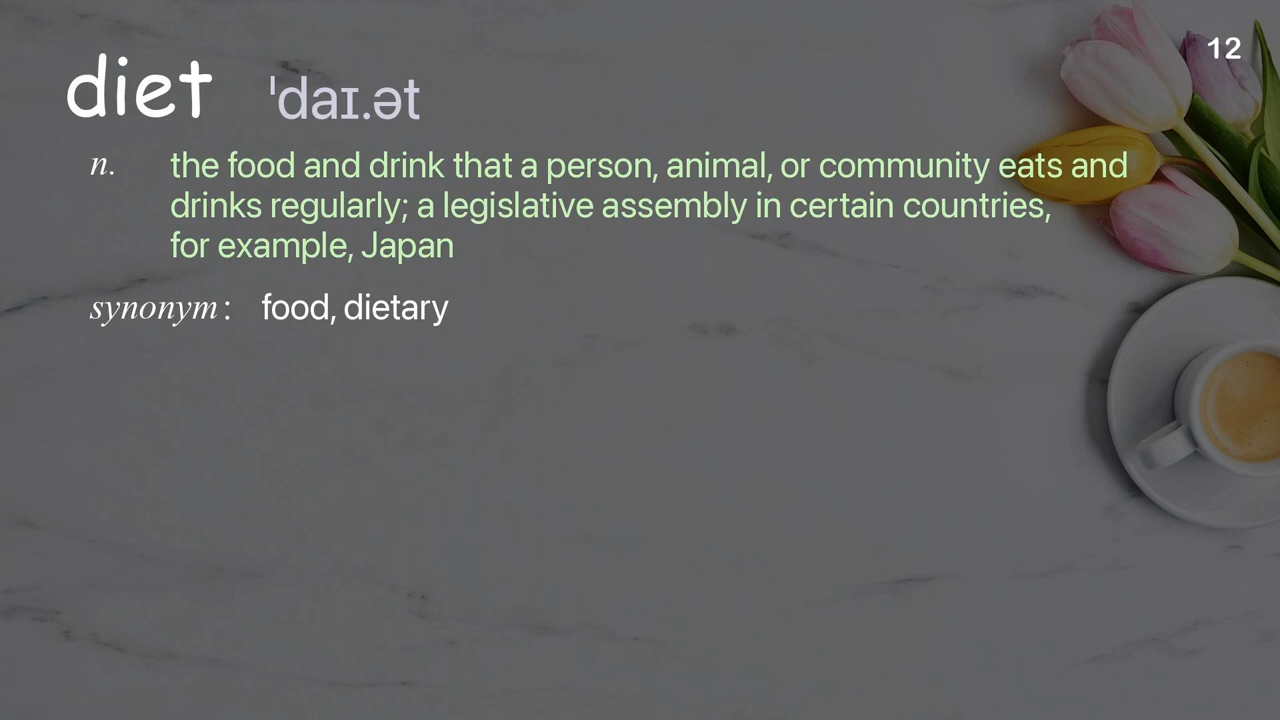 12
diet ˈdaɪ.ət
n. the food and drink that a person, animal, or community eats and
drinks regularly; a legislative assembly in certain countries,
for example, Japan
synonym: food, dietary